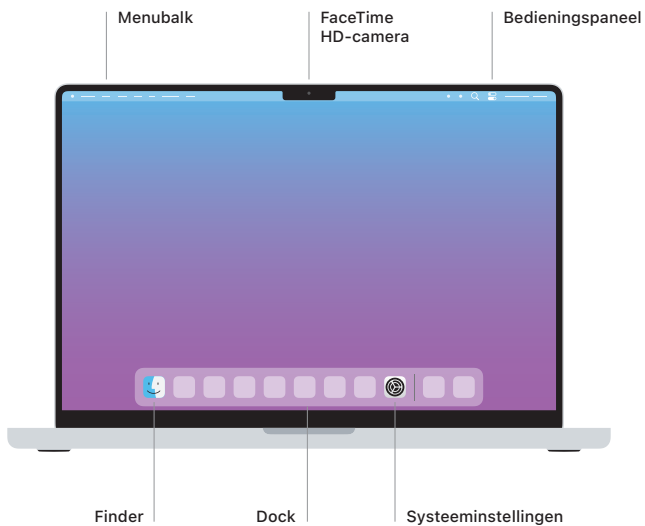 Menubalk
FaceTime
HD-camera
Bedieningspaneel
Finder
Dock
Systeeminstellingen